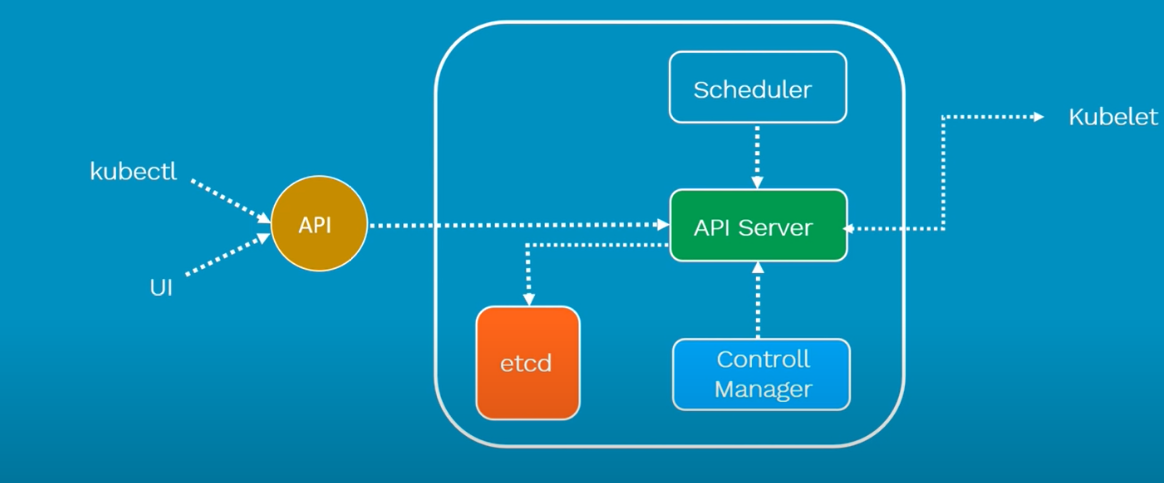 Scheduler
Kubelet
kubectl
API
API Server
UI
etcd
Controll
Manager